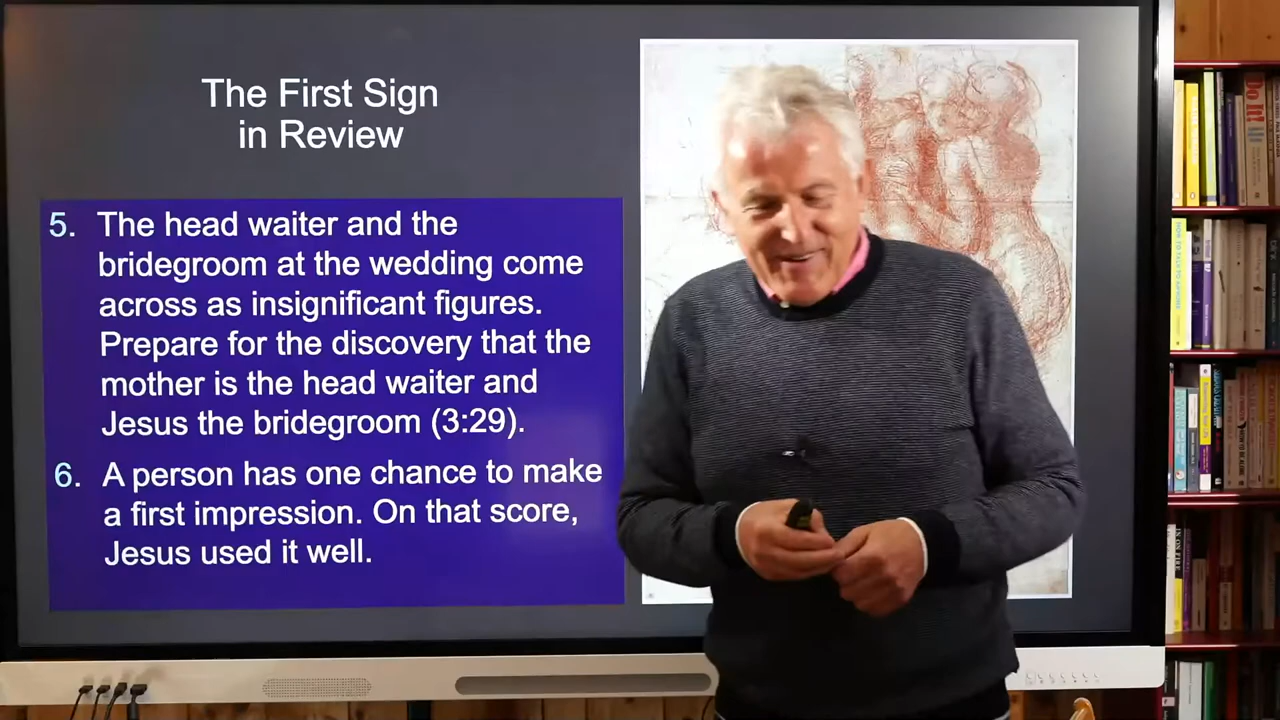 The First Sign
in Review
5. The head waiter and the
bridegroom at the wedding come
across as insignificant figures.
Prepare for the discovery that the
mother is the head waiter and
Jesus the bridegroom (3:29).
6. A person has one chance to make
a first impression. On that score,
Jesus used it well.
Do It!